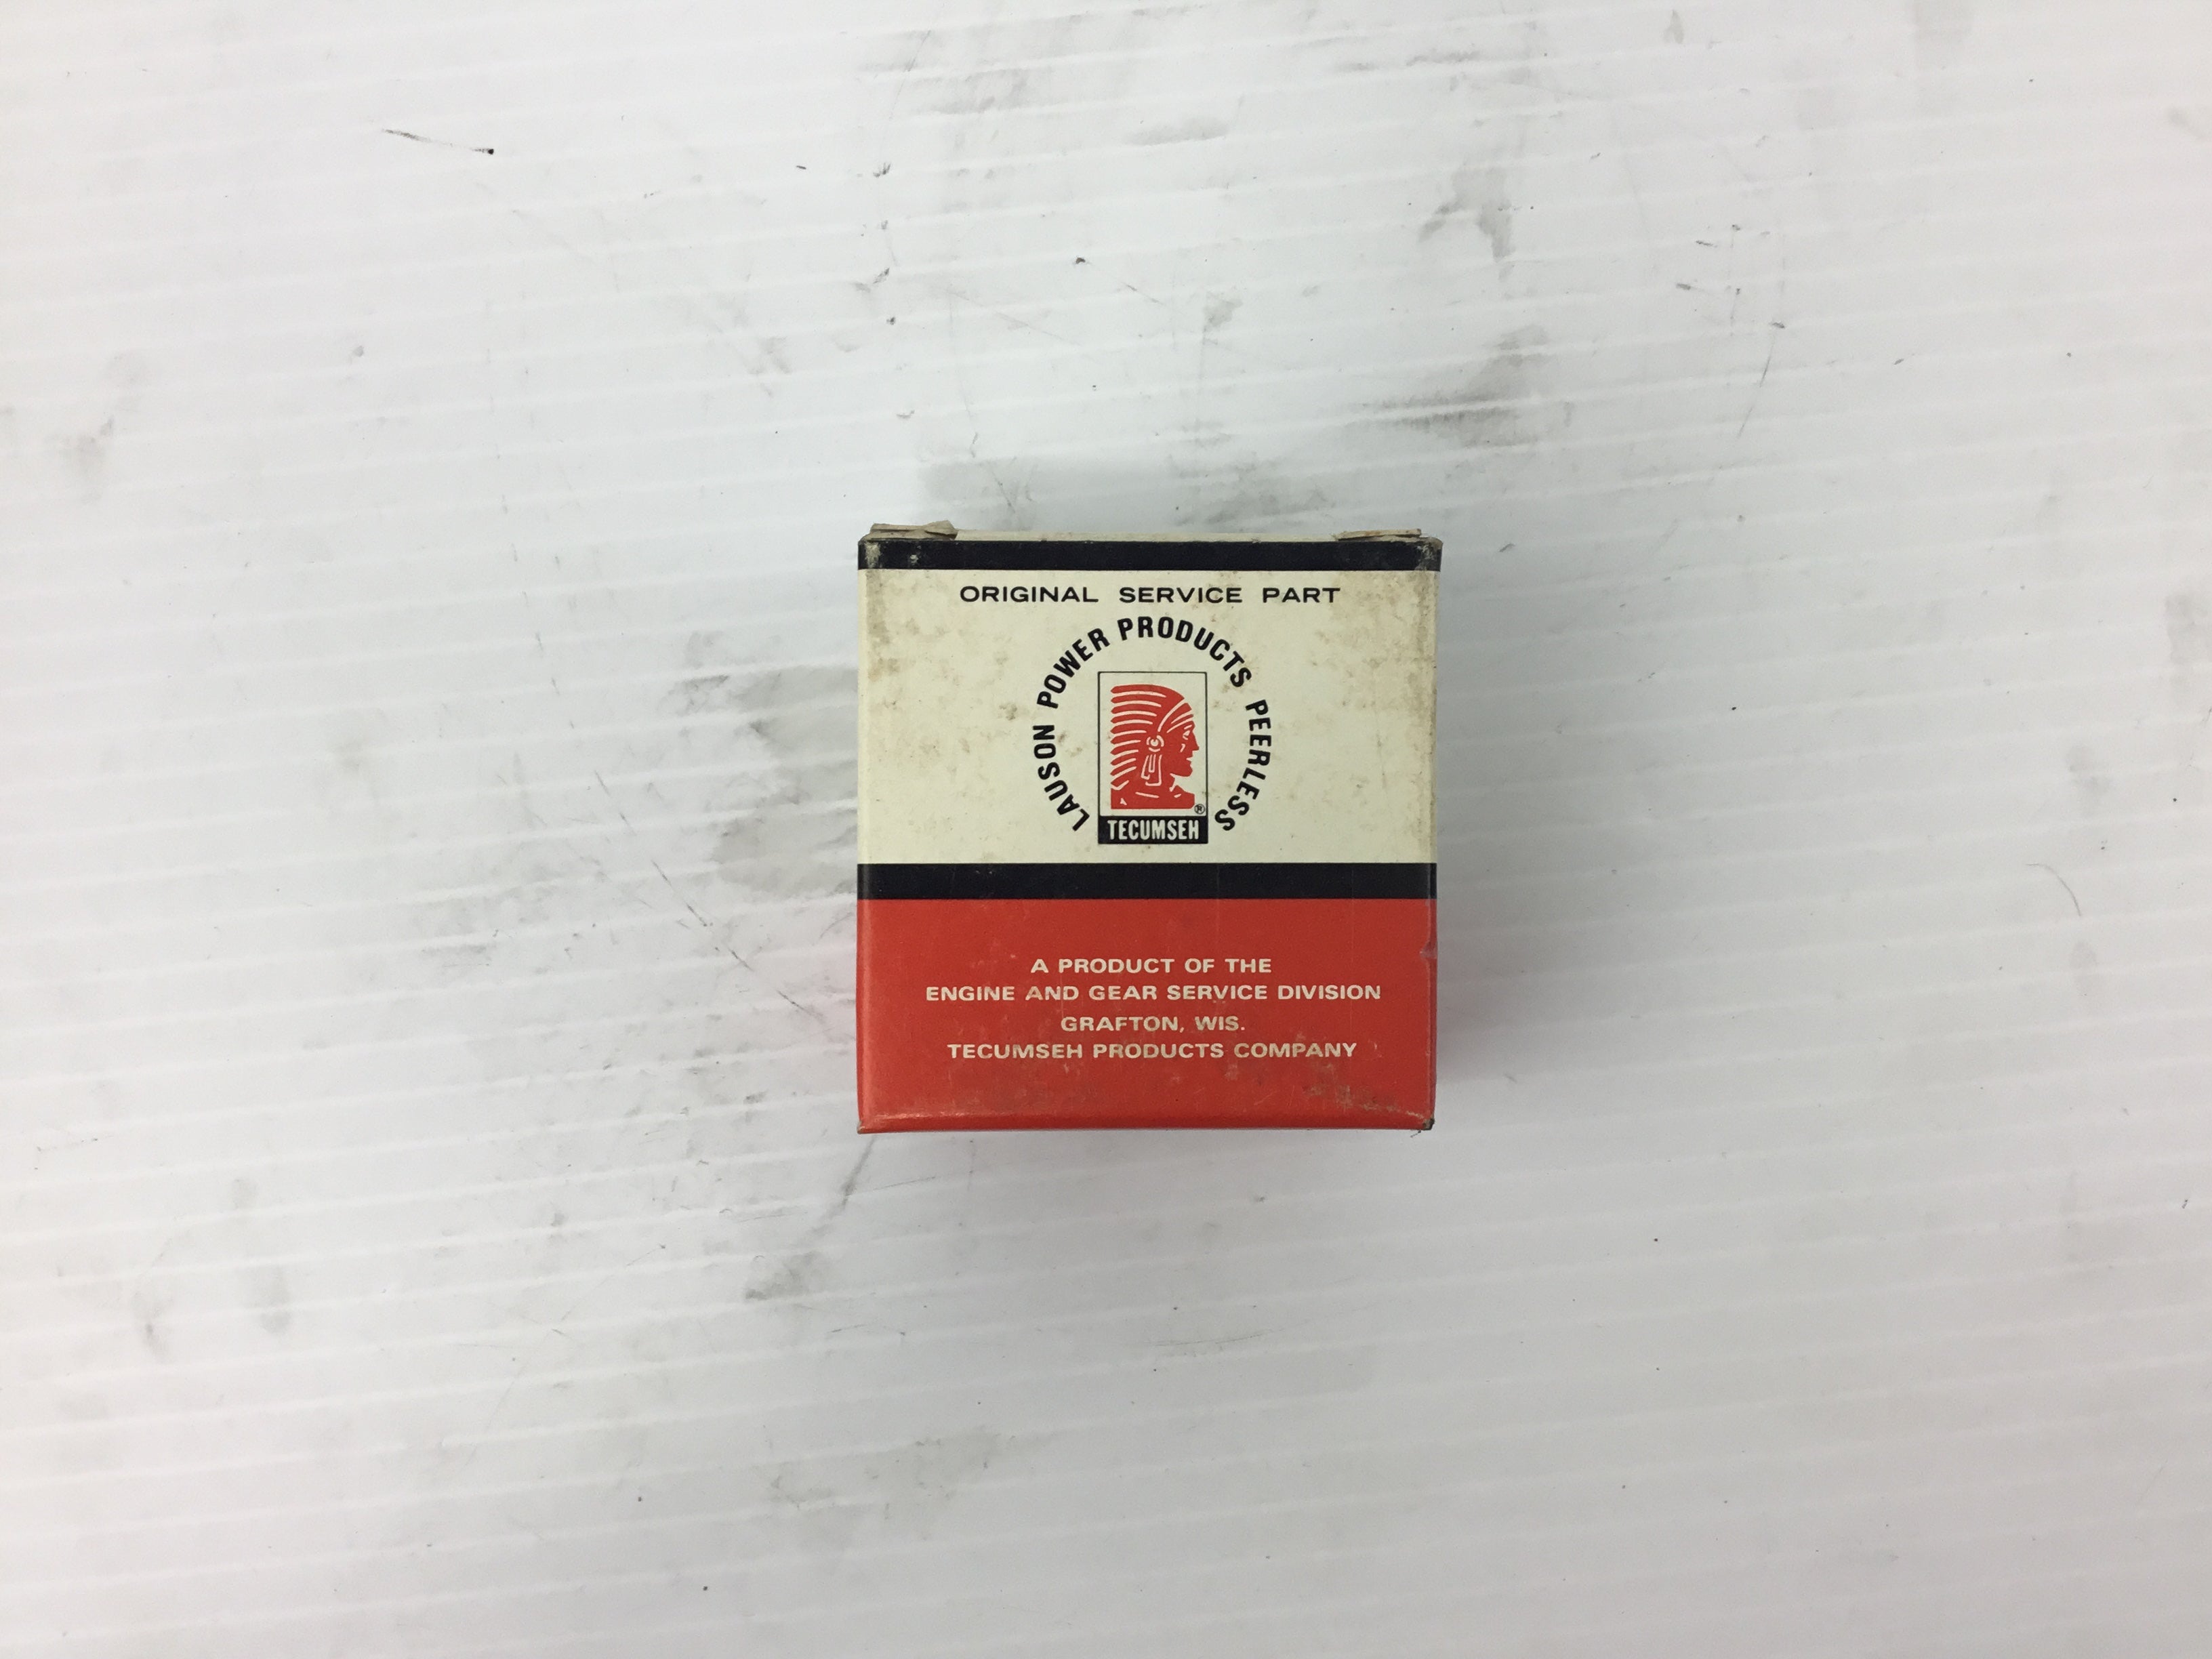 ORIGINAL SERVICE PART
LAUSON POWER PRODUCTS PEERLESS
®
TECUMSEH
A PRODUCT OF THE
ENGINE AND GEAR SERVICE DIVISION
GRAFTON, WIS.
TECUMSEH PRODUCTS COMPANY